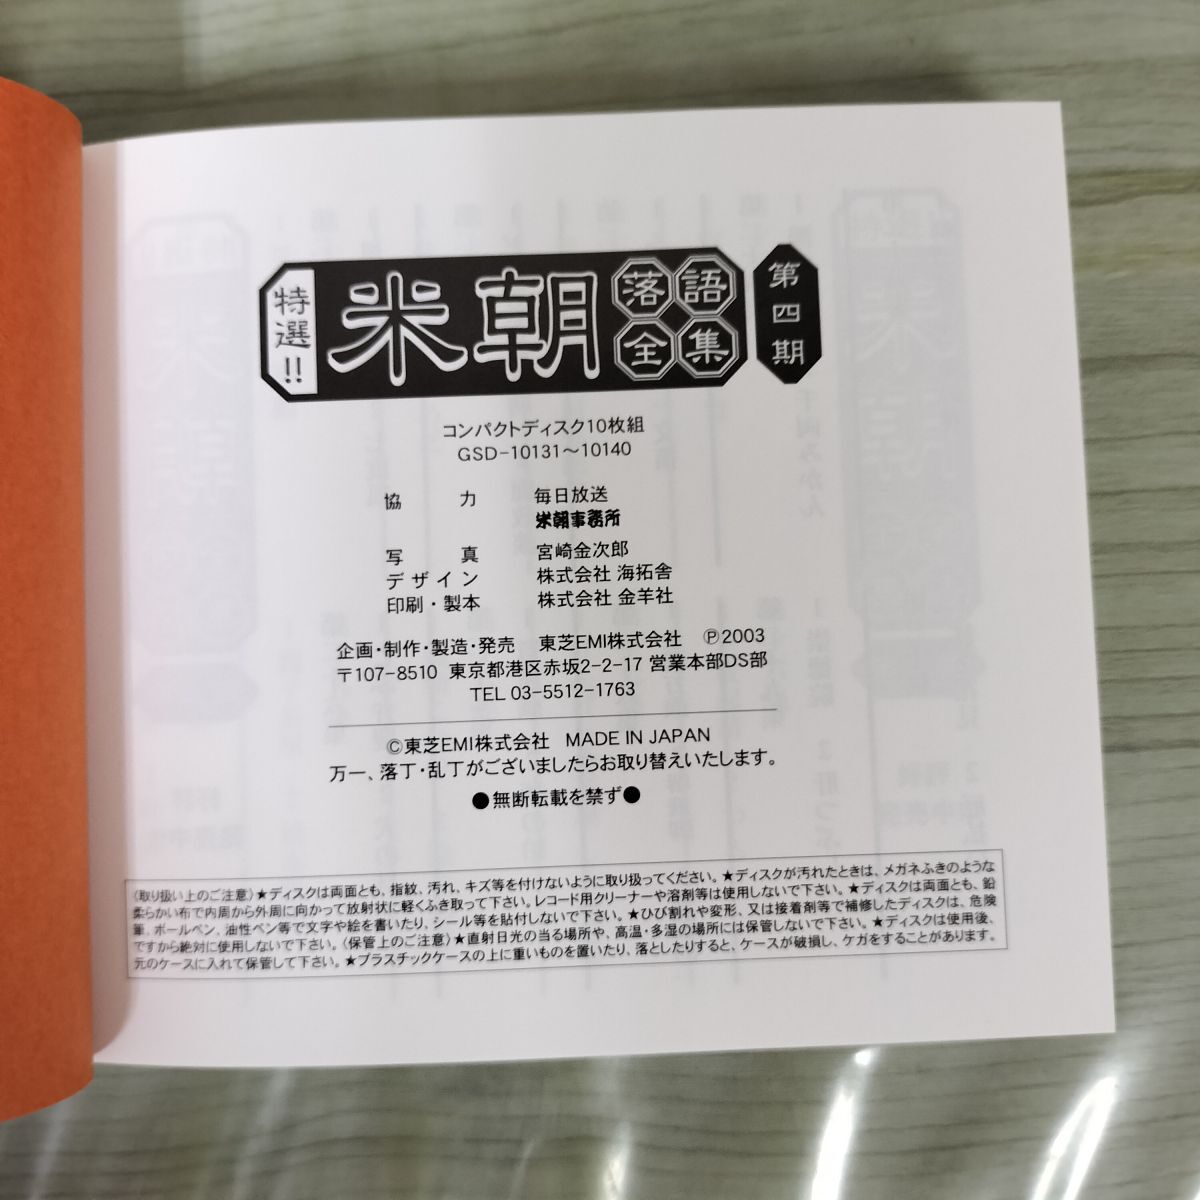 特選!!
米朝
落語
全集
第四期
コンパクトディスク10枚組
GSD-10131～10140
協力 毎日放送
米朝事務所
写真 宮崎金次郎
デザイン 株式会社 海拓舎
印刷・製本 株式会社 金羊社
企画・制作・製造・発売 東芝EMI株式会社 Ⓟ2003
〒107-8510 東京都港区赤坂2-2-17 営業本部DS部
TEL 03-5512-1763
©東芝EMI株式会社 MADE IN JAPAN
万一、落丁・乱丁がございましたらお取り替えいたします。
●無断転載を禁ず●
〈取り扱い上のご注意〉★ディスクは両面とも、指紋、汚れ、キズ等を付けないように取り扱ってください。★ディスクが汚れたときは、メガネふきのような
柔らかい布で内周から外周に向かって放射状に軽くふき取って下さい。レコード用クリーナーや溶剤等は使用しないで下さい。★ディスクは両面とも、鉛
筆、ボールペン、油性ペン等で文字や絵を書いたり、シール等を貼付しないで下さい。★ひび割れや変形、又は接着剤等で補修したディスクは、危険
ですから絶対に使用しないで下さい。〈保管上のご注意〉★直射日光の当る場所や、高温・多湿の場所には保管しないで下さい。★ディスクは使用後、
元のケースに入れて保管して下さい。★プラスチックケースの上に重いものを置いたり、落としたりすると、ケースが破損し、ケガをすることがあります。